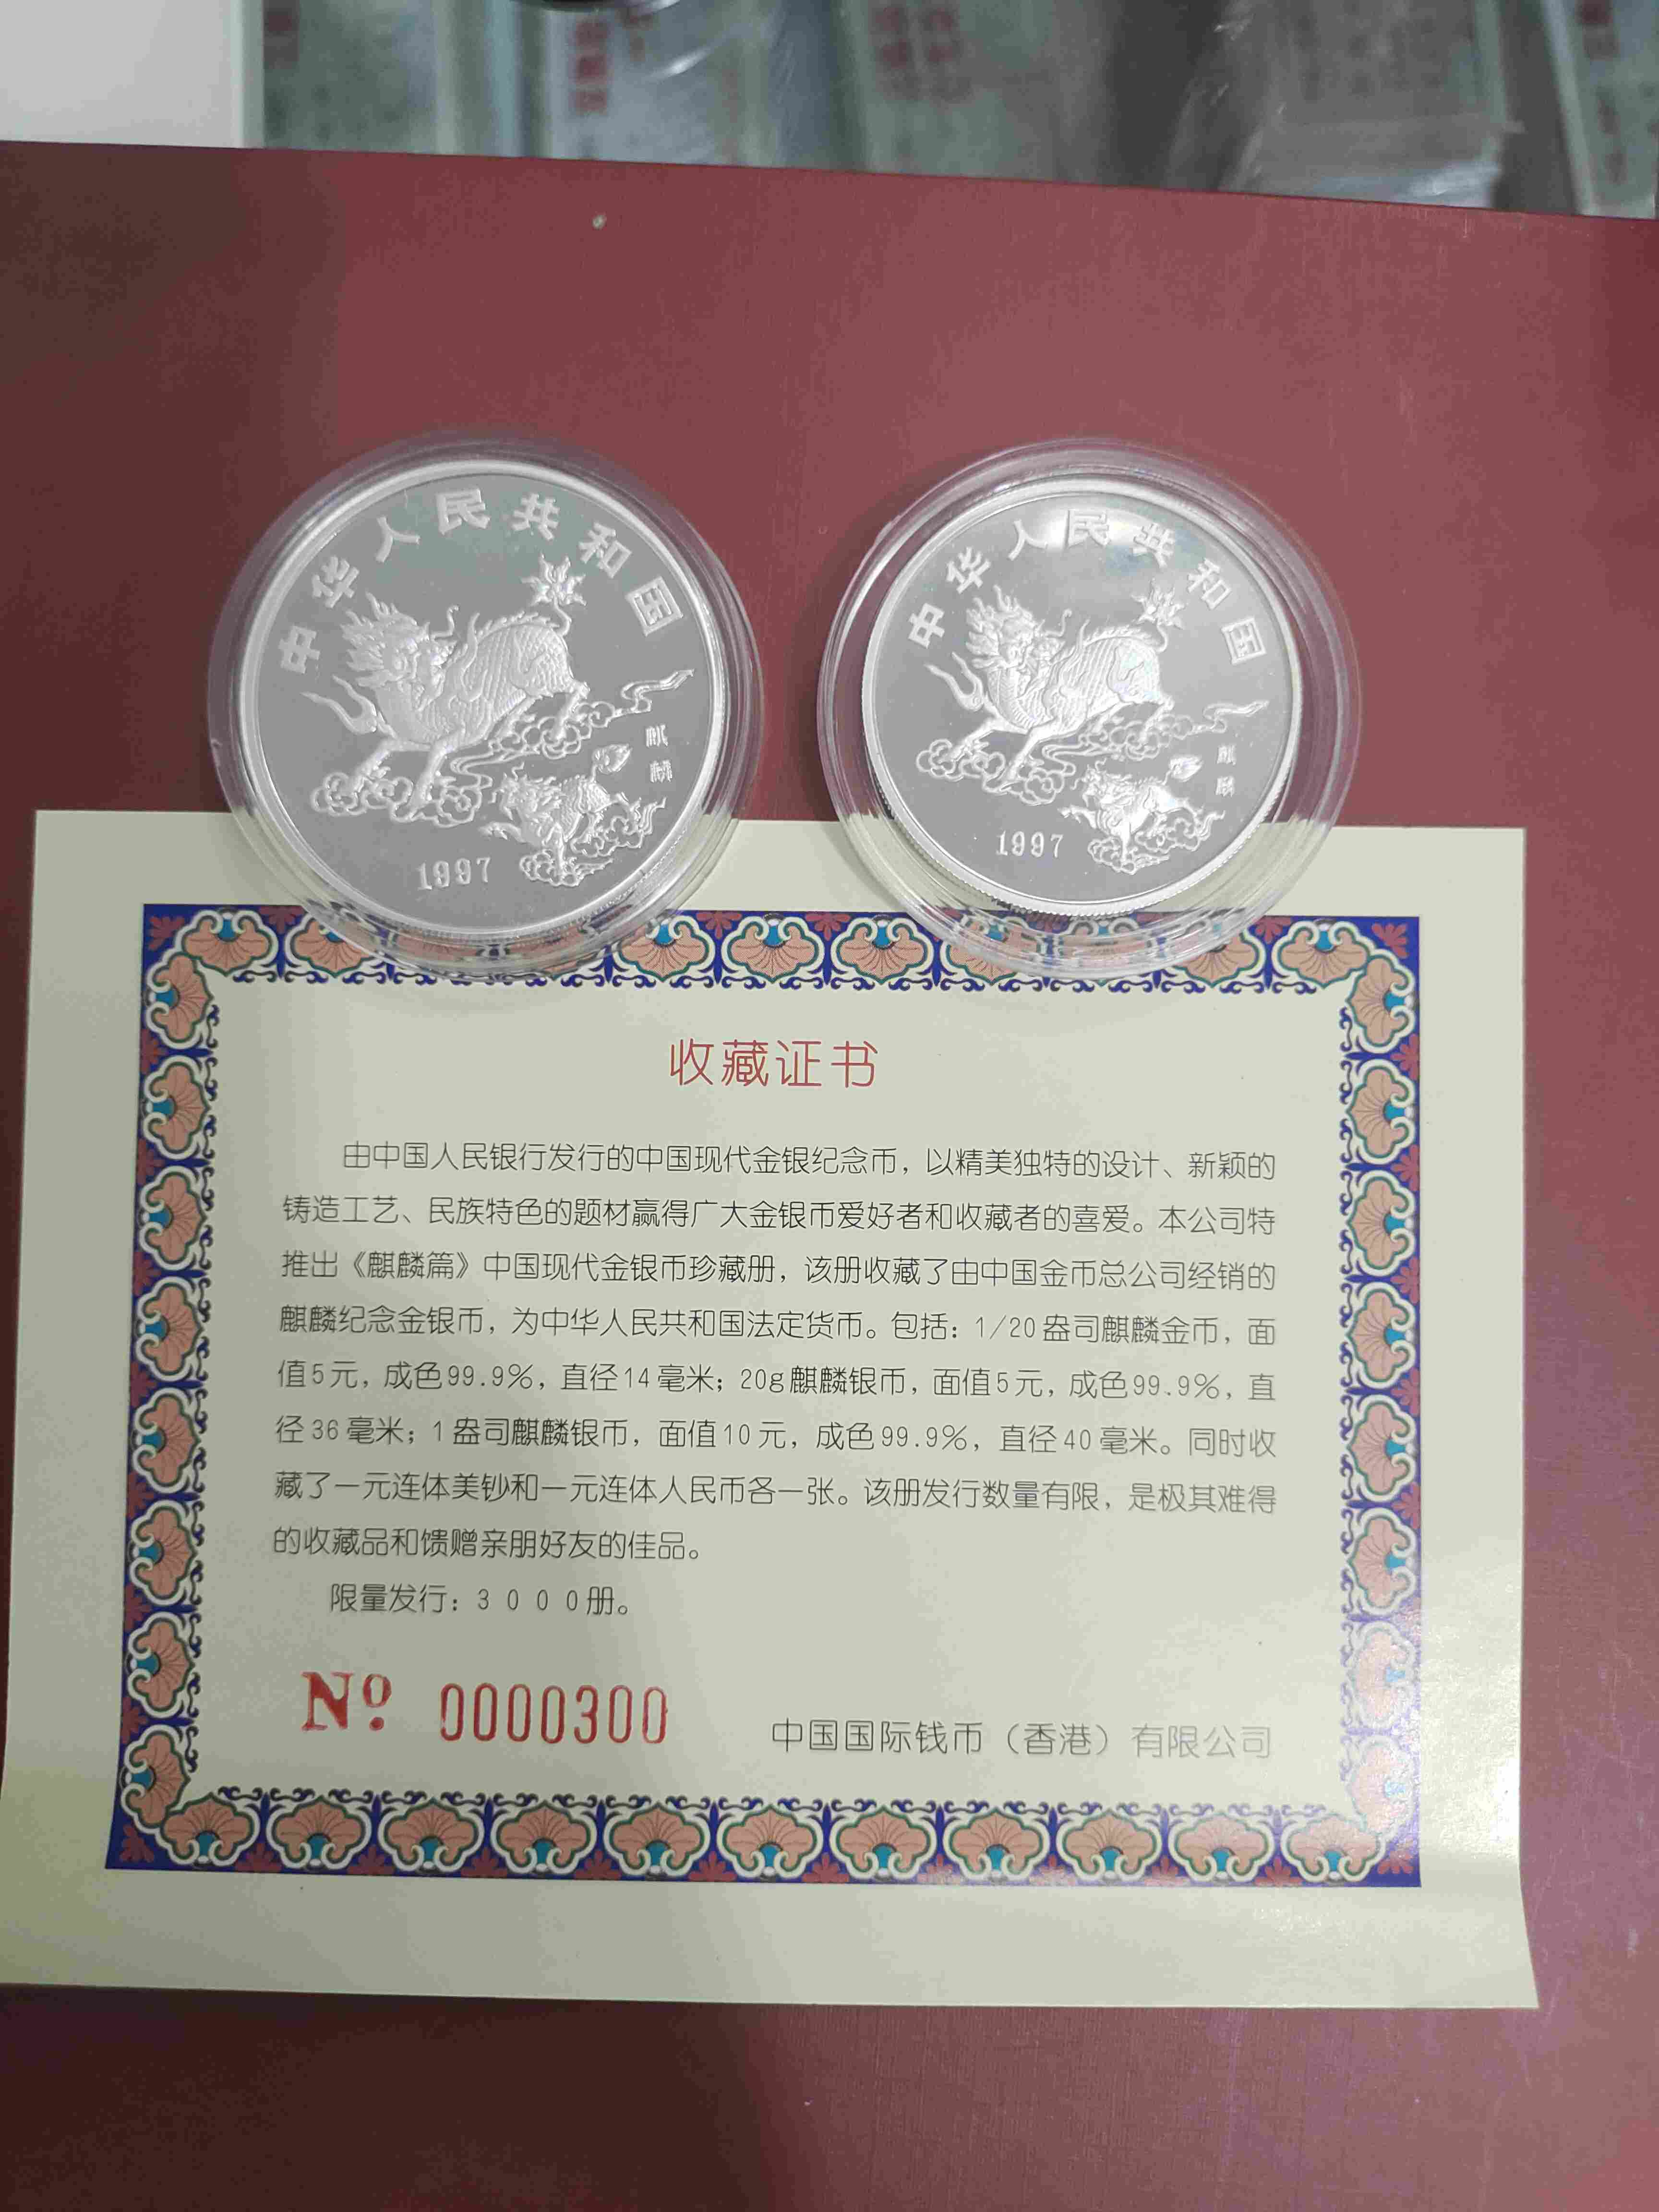 中华人民共和国
麒麟
1997
中华人民共和国
麒麟
1997
收藏证书
由中国人民银行发行的中国现代金银纪念币，以精美独特的设计、新颖的
铸造工艺、民族特色的题材赢得广大金银币爱好者和收藏者的喜爱。本公司特
推出《麒麟篇》中国现代金银币珍藏册，该册收藏了由中国金币总公司经销的
麒麟纪念金银币，为中华人民共和国法定货币。包括：1/20盎司麒麟金币，面
值5元，成色99.9%，直径14毫米；20g麒麟银币，面值5元，成色99.9%，直
径36毫米；1盎司麒麟银币，面值10元，成色99.9%，直径40毫米。同时收
藏了一元连体美钞和一元连体人民币各一张。该册发行数量有限，是极其难得
的收藏品和馈赠亲朋好友的佳品。
限量发行：3000册。
Nº 0000300
中国国际钱币（香港）有限公司